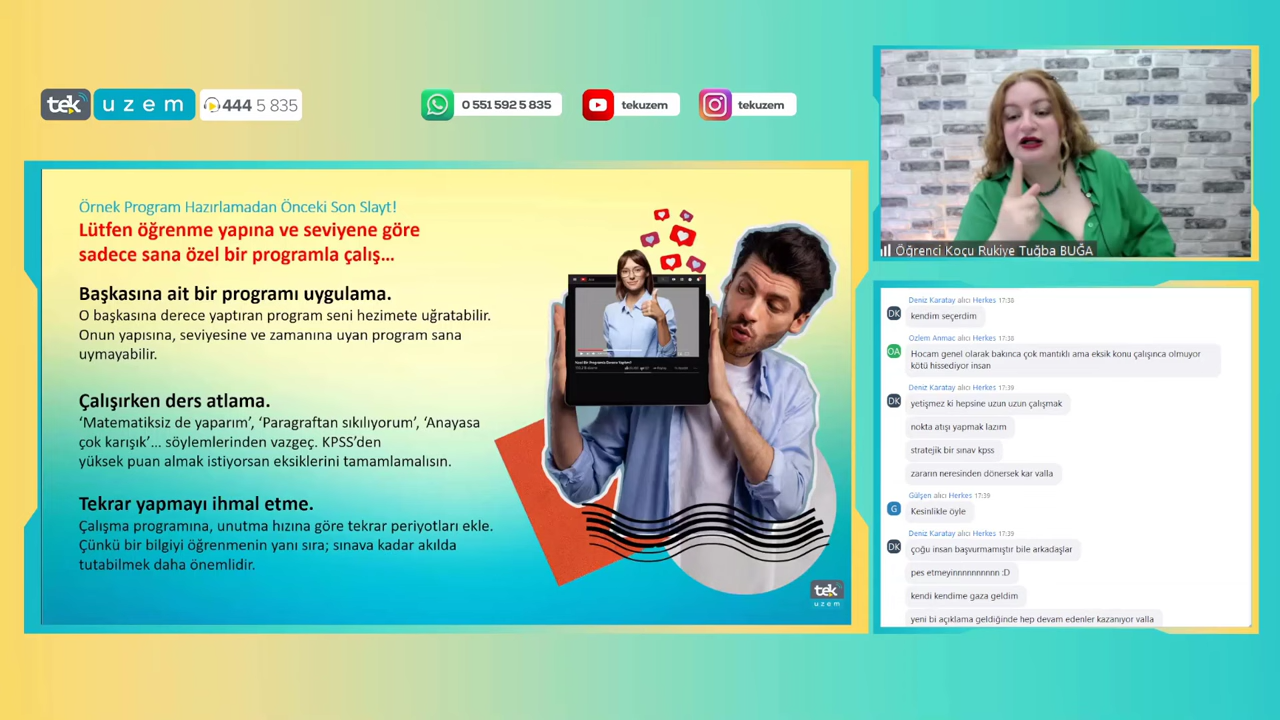 tek uzem 444 5 835
0 551 592 5 835
tekuzem
tekuzem
Örnek Program Hazırlamadan Önceki Son Slayt!
Lütfen öğrenme yapına ve seviyene göre
sadece sana özel bir programla çalış...
Başkasına ait bir programı uygulama.
O başkasına derece yaptıran program seni hezimete uğratabilir.
Onun yapısına, seviyesine ve zamanına uyan program sana
uymayabilir.
Çalışırken ders atlama.
‘Matematiksiz de yaparım’, ‘Paragraftan sıkılıyorum’, ‘Anayasa
çok karışık’... söylemlerinden vazgeç. KPSS’den
yüksek puan almak istiyorsan eksiklerini tamamlamalısın.
Tekrar yapmayı ihmal etme.
Çalışma programına, unutma hızına göre tekrar periyotları ekle.
Çünkü bir bilgiyi öğrenmenin yanı sıra; sınava kadar akılda
tutabilmek daha önemlidir.
tek
uzem
Öğrenci Koçu Rukiye Tuğba BUĞA
Deniz Karatay alıcı Herkes 17:38
DK
kendim seçerdim
Özlem Anmaç alıcı Herkes 17:38
OA
Hocam genel olarak bakınca çok mantıklı ama eksik konu çalışınca olmuyor
kötü hissediyor insan
Deniz Karatay alıcı Herkes 17:39
DK
yetişmez ki hepsine uzun uzun çalışmak
nokta atışı yapmak lazım
stratejik bir sınav kpss
zararın neresinden dönersek kar valla
Gülşen alıcı Herkes 17:39
G
Kesinlikle öyle
Deniz Karatay alıcı Herkes 17:39
DK
çoğu insan başvurmamıştır bile arkadaşlar
pes etmeyinnnnnnnnnn :D
kendi kendime gaza geldim
yeni bi açıklama geldiğinde hep devam edenler kazanıyor valla